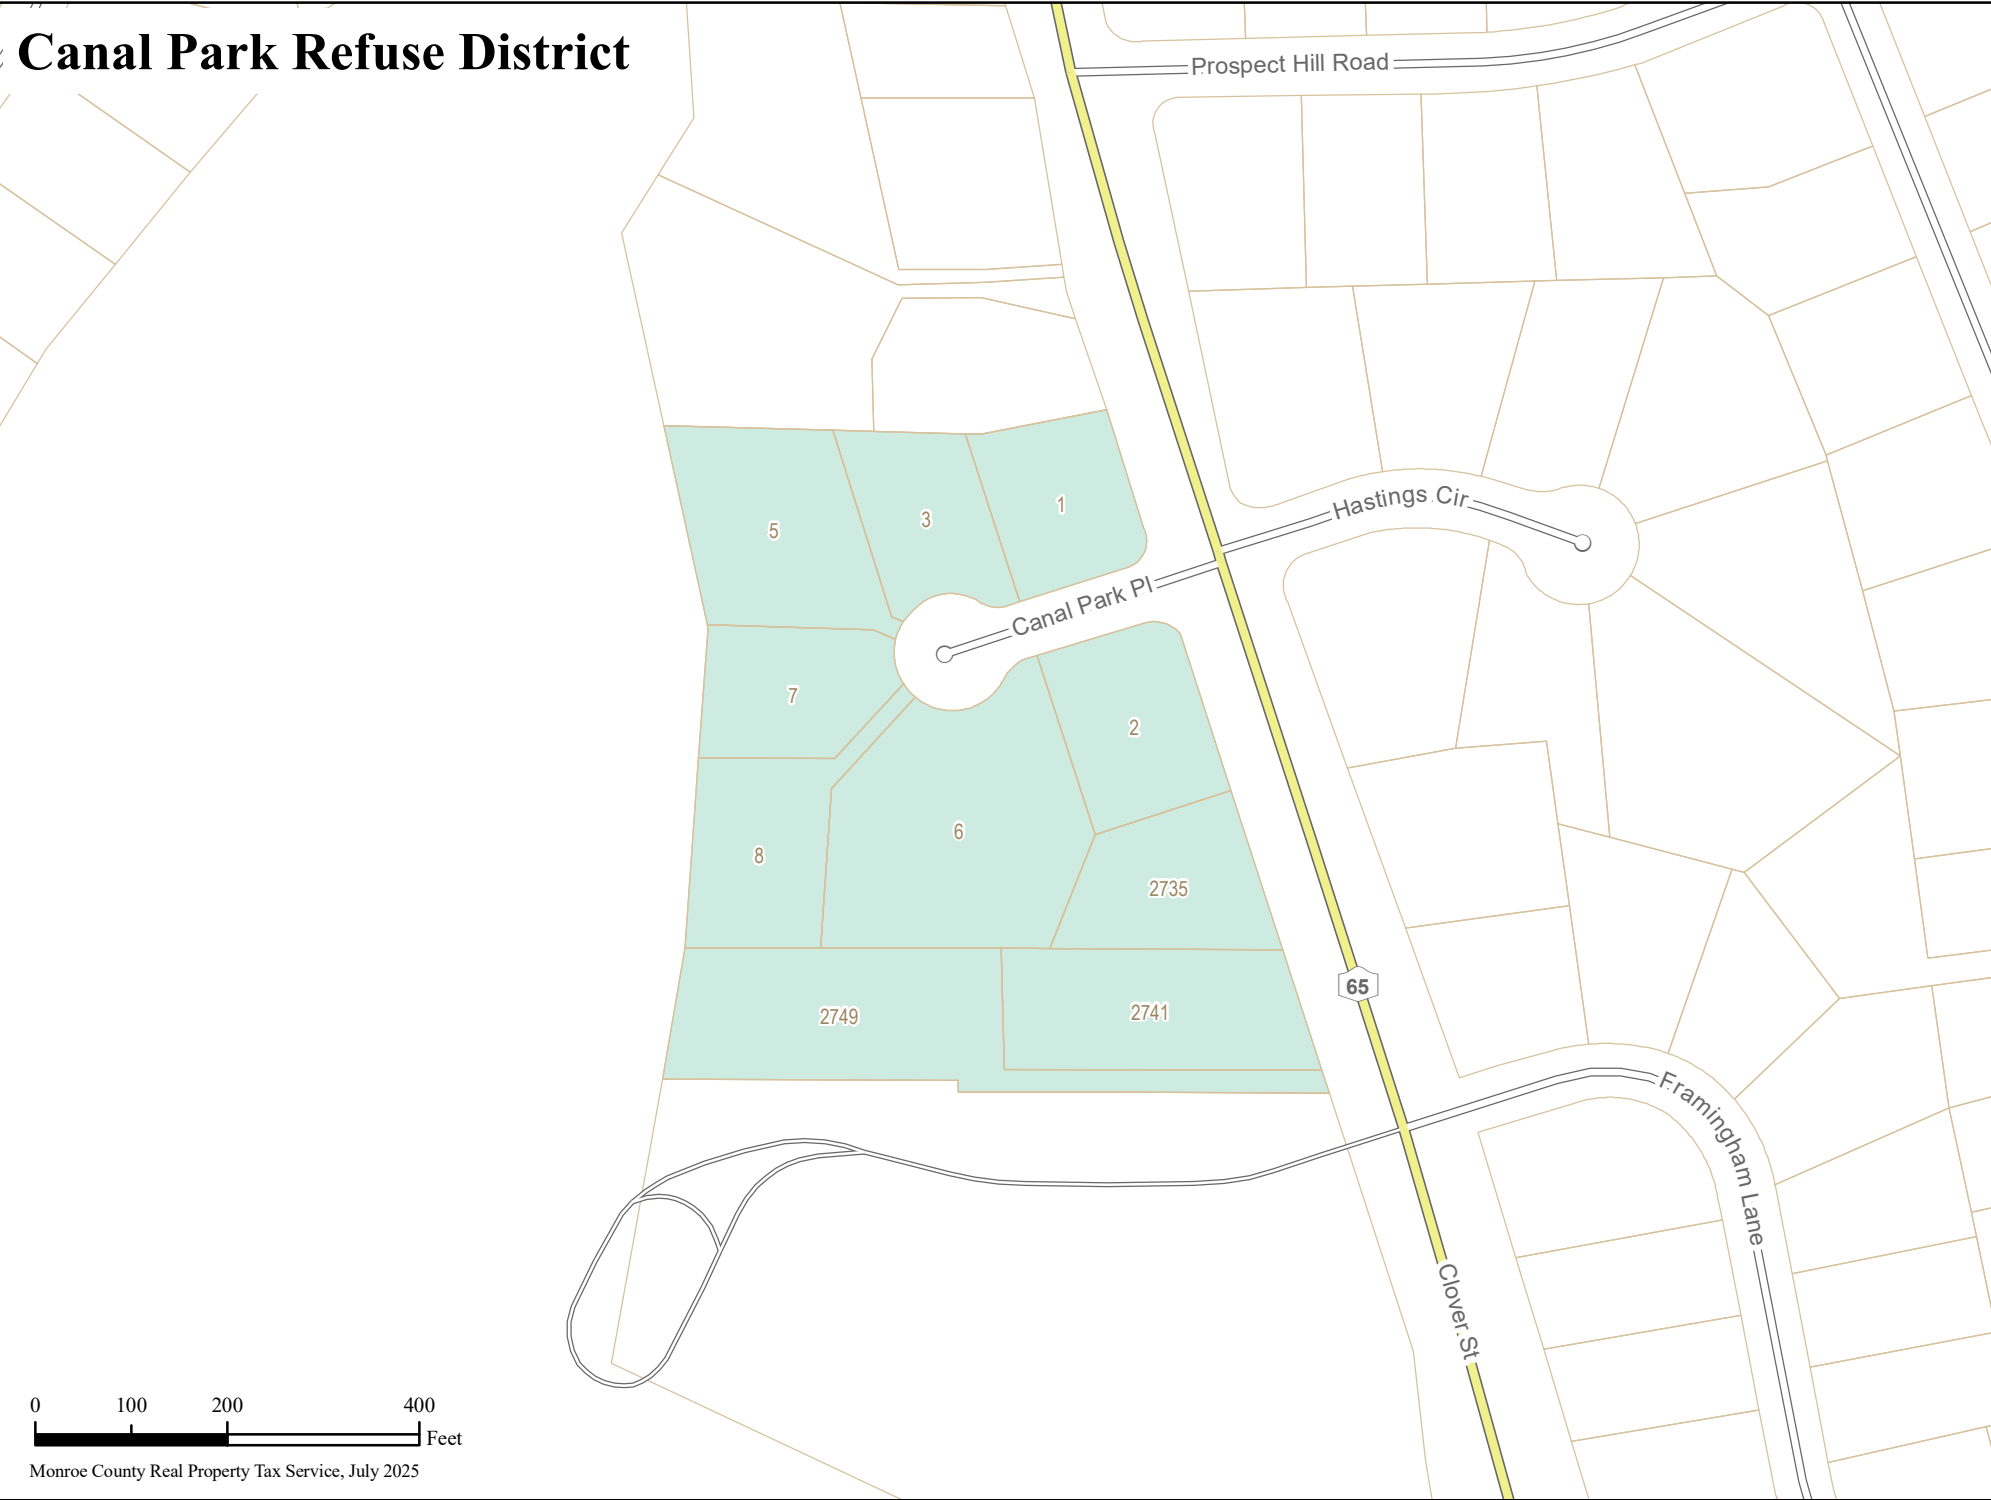 Canal Park Refuse District
Prospect Hill Road
Hastings Cir
Canal Park Pl
1
3
5
7
2
6
8
2735
2749
2741
65
Framingham Lane
Clover St
0 100 200 400
Feet
Monroe County Real Property Tax Service, July 2025